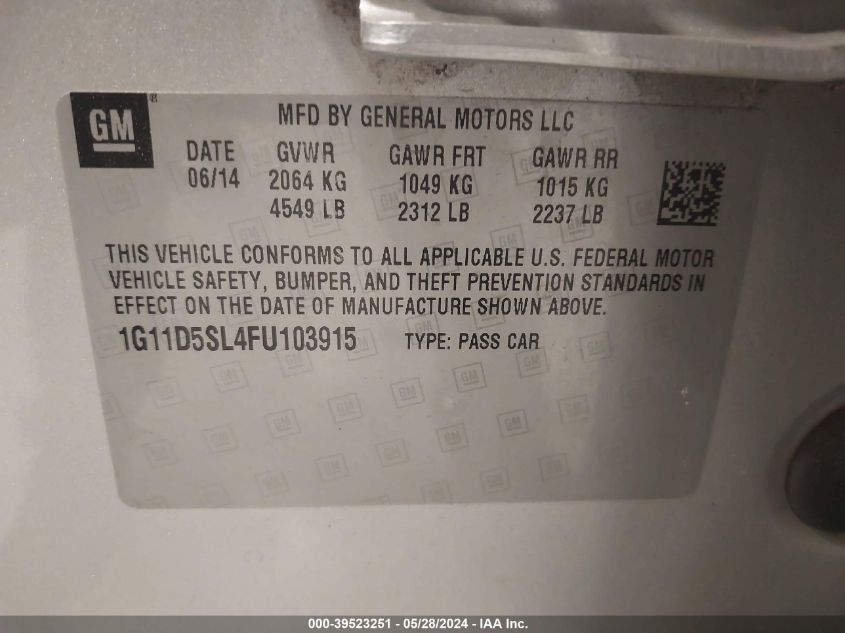 GM ®
MFD BY GENERAL MOTORS LLC
DATE GVWR GAWR FRT GAWR RR
06/14 2064 KG 1049 KG 1015 KG
4549 LB 2312 LB 2237 LB
THIS VEHICLE CONFORMS TO ALL APPLICABLE U.S. FEDERAL MOTOR
VEHICLE SAFETY, BUMPER, AND THEFT PREVENTION STANDARDS IN
EFFECT ON THE DATE OF MANUFACTURE SHOWN ABOVE.
1G11D5SL4FU103915 TYPE: PASS CAR
000-39523251 - 05/28/2024 - IAA Inc.